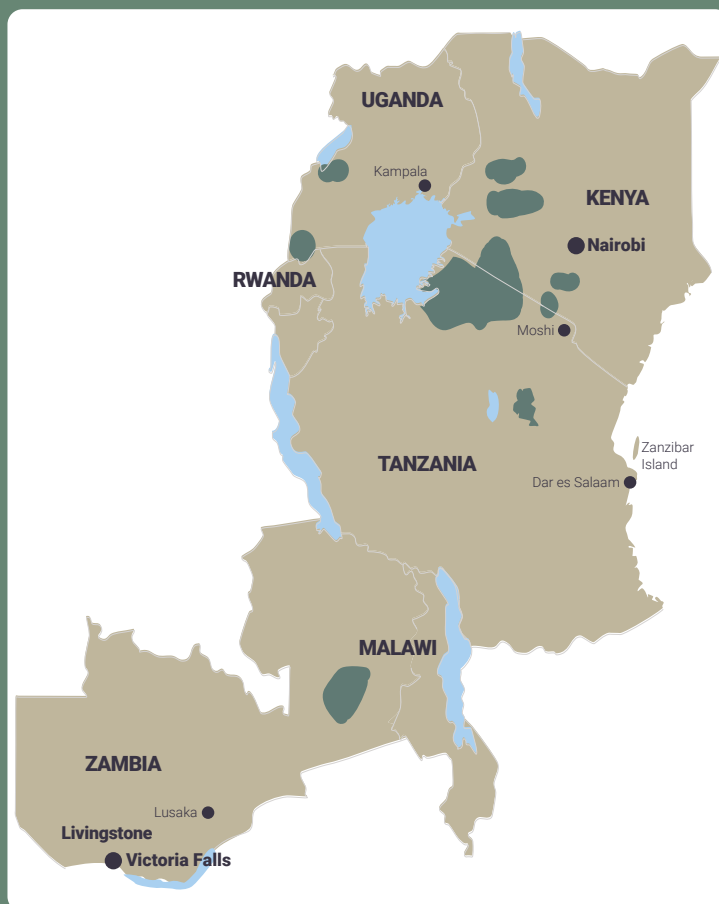 UGANDA
Kampala
KENYA
Nairobi
RWANDA
Moshi
Zanzibar
Island
TANZANIA
Dar es Salaam
MALAWI
ZAMBIA
Lusaka
Livingstone
Victoria Falls